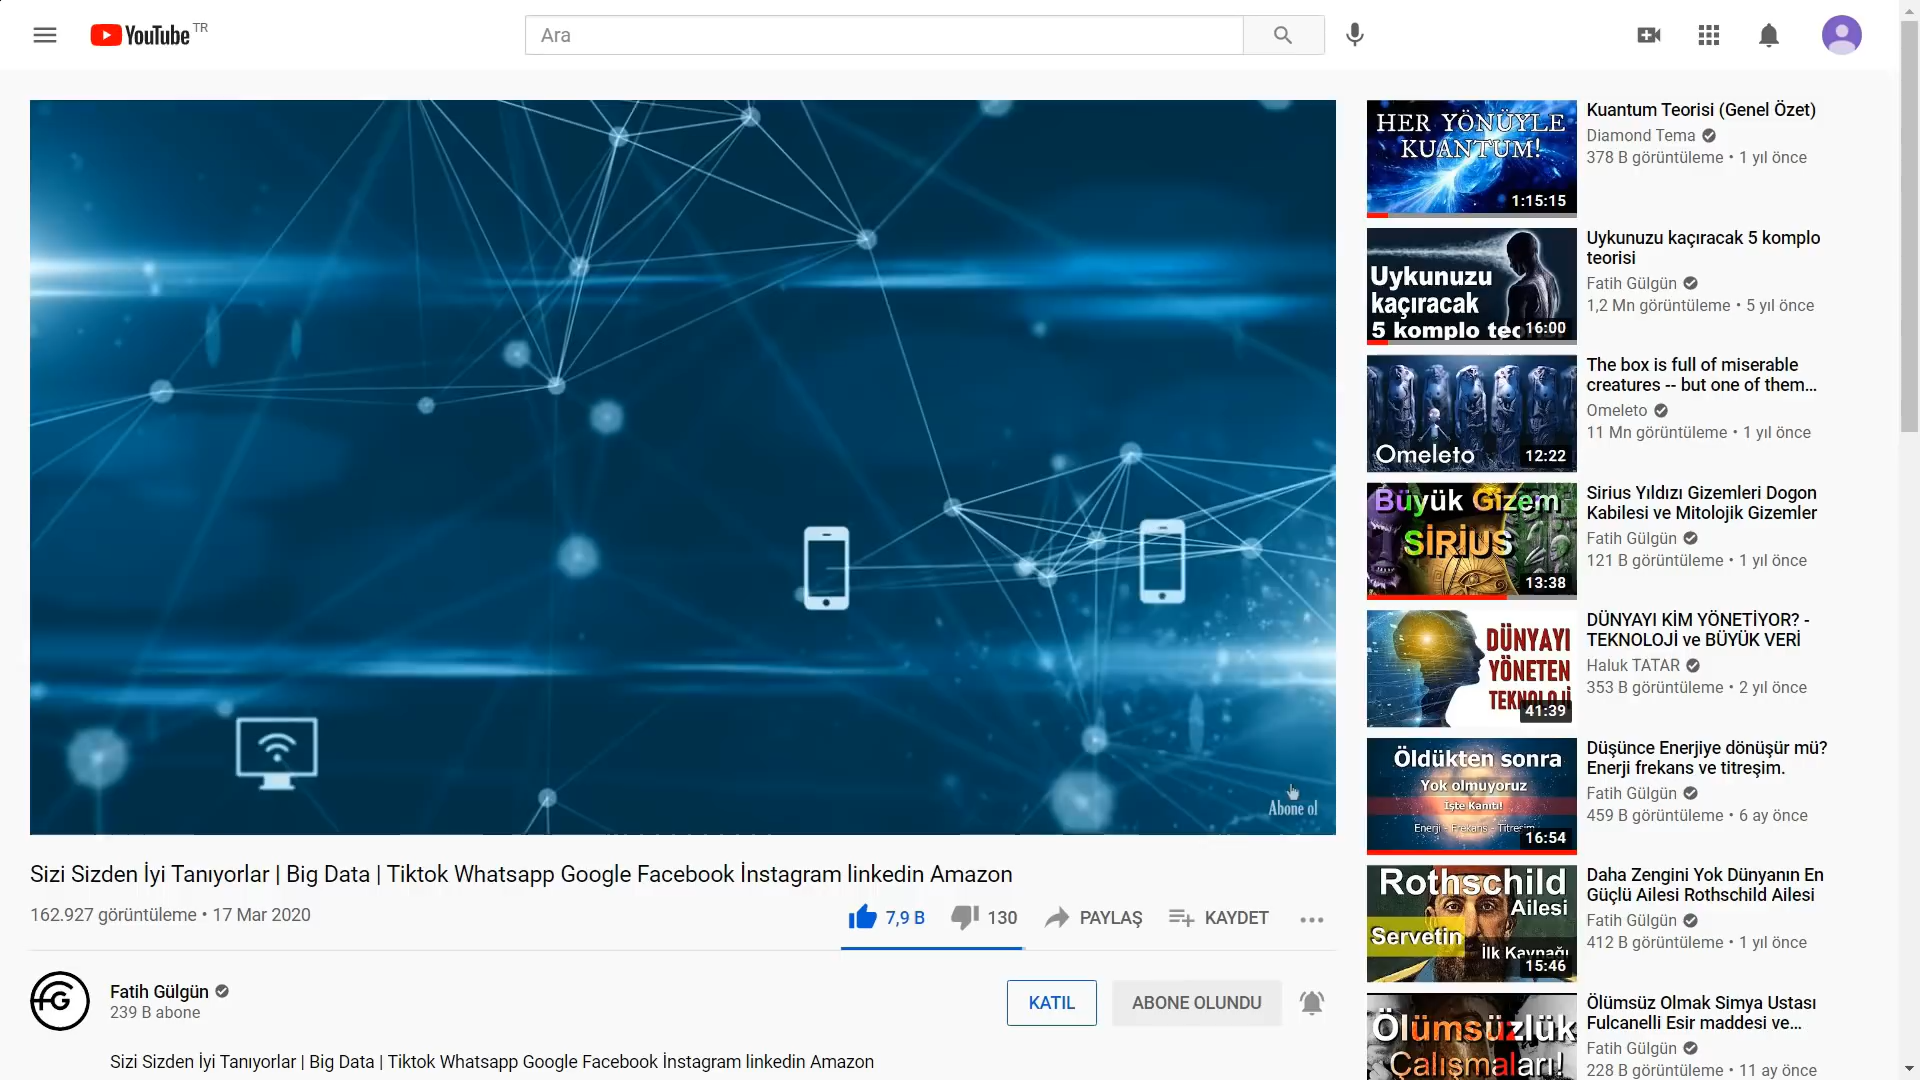 YouTube TR
Ara
Abone ol
Sizi Sizden İyi Tanıyorlar | Big Data | Tiktok Whatsapp Google Facebook İnstagram linkedin Amazon
162.927 görüntüleme • 17 Mar 2020
7,9 B
130
PAYLAŞ
KAYDET
Fatih Gülgün
239 B abone
KATIL
ABONE OLUNDU
Sizi Sizden İyi Tanıyorlar | Big Data | Tiktok Whatsapp Google Facebook İnstagram linkedin Amazon
HER YÖNÜYLE
KUANTUM!
1:15:15
Kuantum Teorisi (Genel Özet)
Diamond Tema
378 B görüntüleme • 1 yıl önce
Uykunuzu
kaçıracak
5 komplo teo
16:00
Uykunuzu kaçıracak 5 komplo
teorisi
Fatih Gülgün
1,2 Mn görüntüleme • 5 yıl önce
Omeleto
12:22
The box is full of miserable
creatures -- but one of them...
Omeleto
11 Mn görüntüleme • 1 yıl önce
Büyük Gizem
SİRİUS
13:38
Sirius Yıldızı Gizemleri Dogon
Kabilesi ve Mitolojik Gizemler
Fatih Gülgün
121 B görüntüleme • 1 yıl önce
DÜNYAYI
YÖNETEN
TEKNOLOJİ
41:39
DÜNYAYI KİM YÖNETİYOR? -
TEKNOLOJİ ve BÜYÜK VERİ
Haluk TATAR
353 B görüntüleme • 2 yıl önce
Öldükten sonra
Yok olmuyoruz
İşte Kanıtı!
Enerji - Frekans - Titreşim
16:54
Düşünce Enerjiye dönüşür mü?
Enerji frekans ve titreşim.
Fatih Gülgün
459 B görüntüleme • 6 ay önce
Rothschild
Ailesi
Servetin
İlk Kaynağı
15:46
Daha Zengini Yok Dünyanın En
Güçlü Ailesi Rothschild Ailesi
Fatih Gülgün
412 B görüntüleme • 1 yıl önce
Ölümsüzlük
Çalışmaları!
Ölümsüz Olmak Simya Ustası
Fulcanelli Esir maddesi ve...
Fatih Gülgün
228 B görüntüleme • 11 ay önce